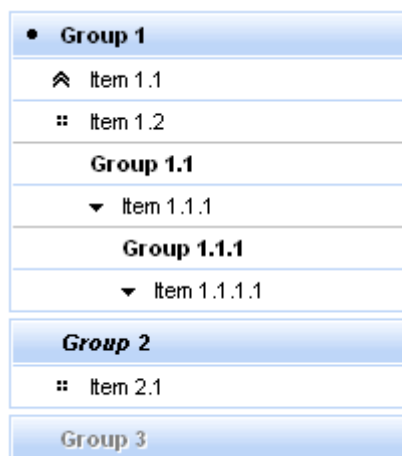 Group 1
Item 1.1
Item 1.2
Group 1.1
Item 1.1.1
Group 1.1.1
Item 1.1.1.1
Group 2
Item 2.1
Group 3